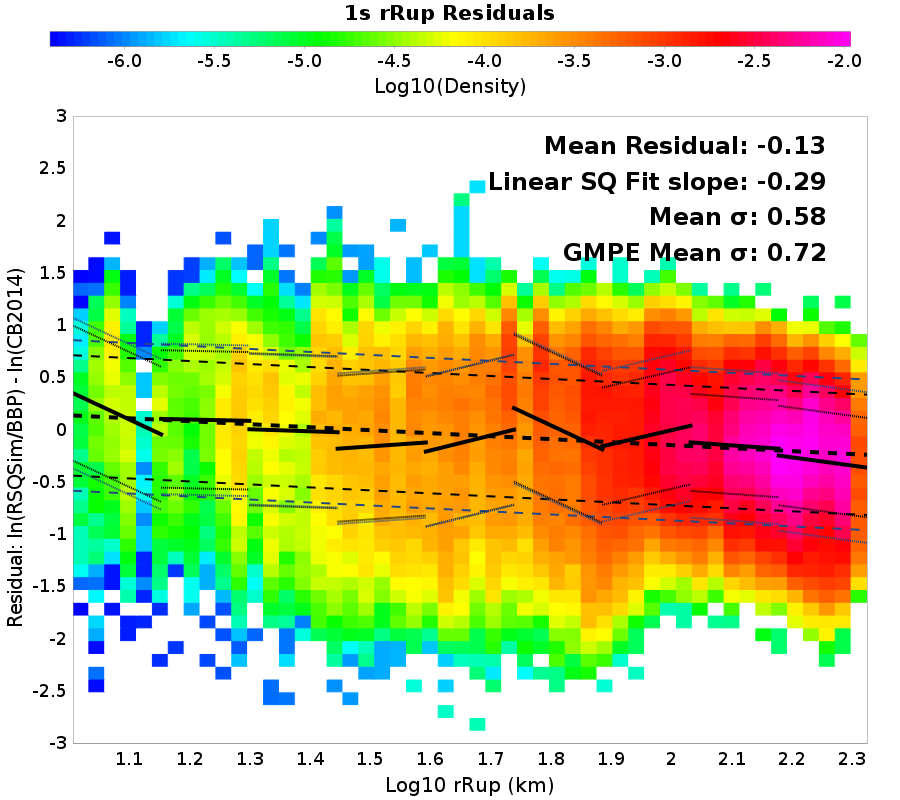 1s rRup Residuals
-6.0 -5.5 -5.0 -4.5 -4.0 -3.5 -3.0 -2.5 -2.0
Log10(Density)
Mean Residual: -0.13
Linear SQ Fit slope: -0.29
Mean σ: 0.58
GMPE Mean σ: 0.72
Residual: ln(RSQSim/BBP) - ln(CB2014)
3
2.5
2
1.5
1
0.5
0
-0.5
-1
-1.5
-2
-2.5
-3
1.1 1.2 1.3 1.4 1.5 1.6 1.7 1.8 1.9 2 2.1 2.2 2.3
Log10 rRup (km)